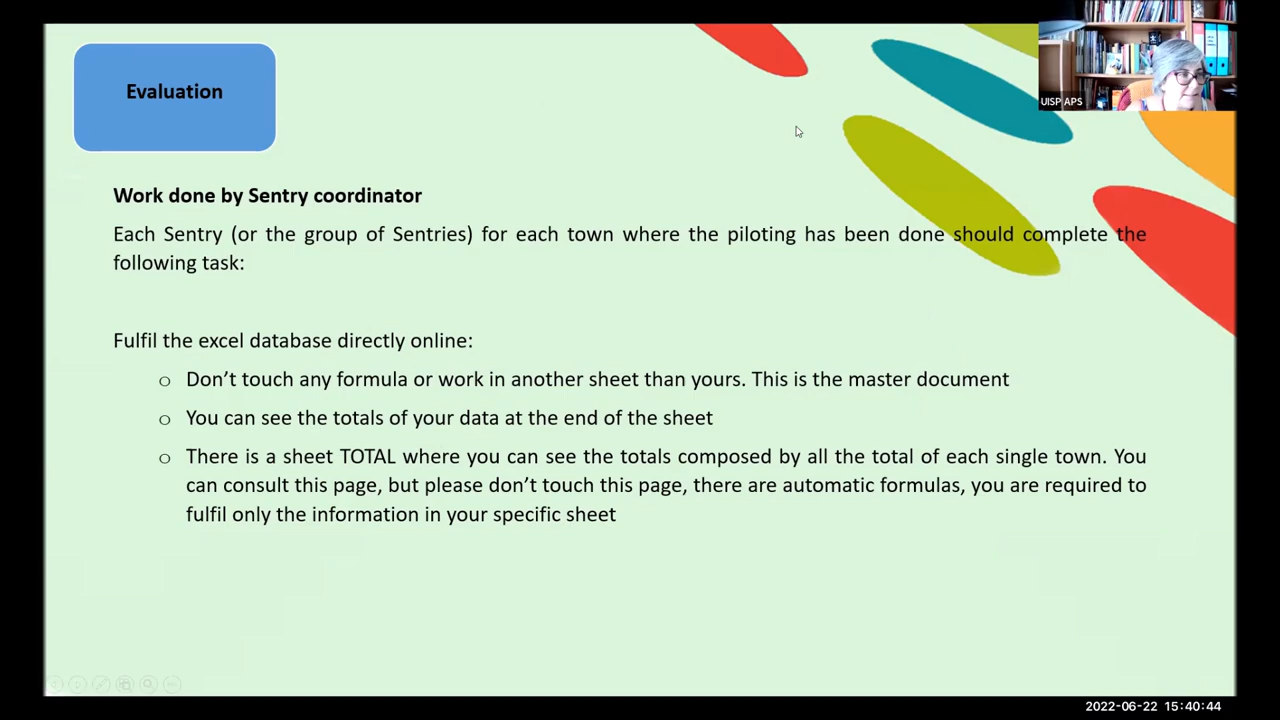 Evaluation
UISP APS
Work done by Sentry coordinator
Each Sentry (or the group of Sentries) for each town where the piloting has been done should complete the
following task:
Fulfil the excel database directly online:
o Don’t touch any formula or work in another sheet than yours. This is the master document
o You can see the totals of your data at the end of the sheet
o There is a sheet TOTAL where you can see the totals composed by all the total of each single town. You
can consult this page, but please don’t touch this page, there are automatic formulas, you are required to
fulfil only the information in your specific sheet
2022-06-22 15:40:44